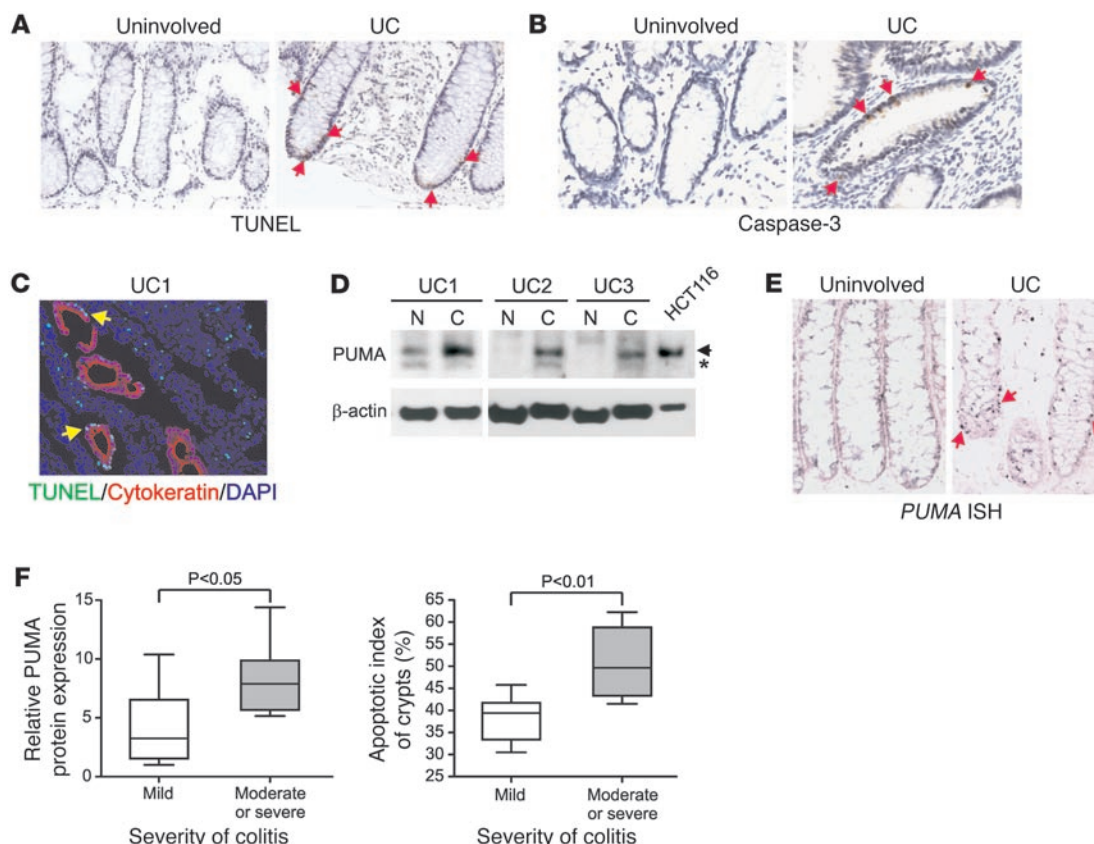 A
Uninvolved
UC
TUNEL
B
Uninvolved
UC
Caspase-3
C
UC1
TUNEL/Cytokeratin/DAPI
D
UC1 UC2 UC3 HCT116
N C N C N C
PUMA
*
β-actin
E
Uninvolved
UC
PUMA ISH
F
P<0.05
Relative PUMA
protein expression
15
10
5
0
Mild
Moderate
or severe
Severity of colitis
P<0.01
Apoptotic index
of crypts (%)
65
60
55
50
45
40
35
30
25
Mild
Moderate
or severe
Severity of colitis